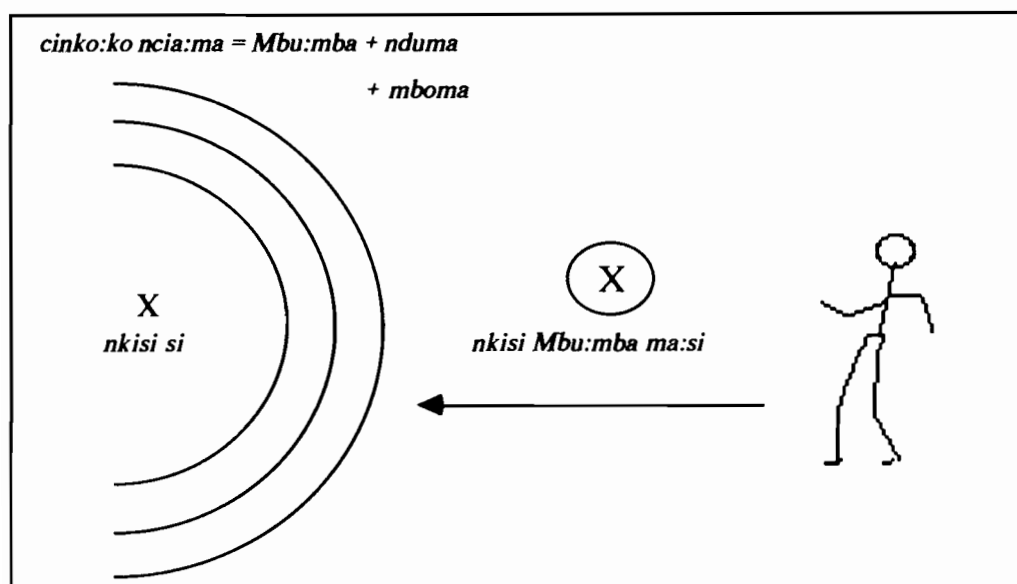 cinko:ko ncia:ma = Mbu:mba + nduma
+ mboma
X
nkisi si
X
nkisi Mbu:mba ma:si